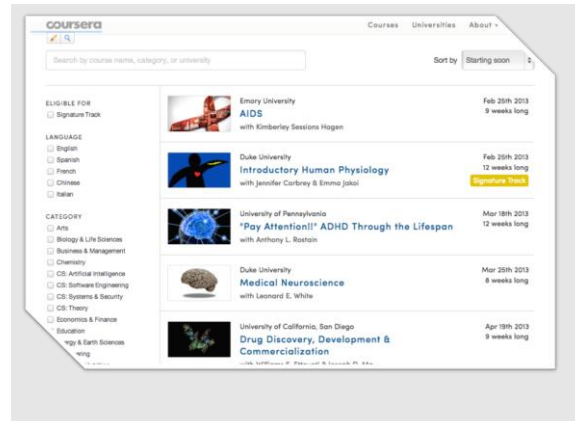 coursera
Courses Universities About
Search by course name, category, or university
Sort by Starting soon
ELIGIBLE FOR
Signature Track
LANGUAGE
English
Spanish
French
Chinese
Italian
CATEGORY
Arts
Biology & Life Sciences
Business & Management
Chemistry
CS: Artificial Intelligence
CS: Software Engineering
CS: Systems & Security
CS: Theory
Economics & Finance
Education
& Earth Sciences
Emory University
AIDS
with Kimberley Sessions Hagen
Feb 25th 2013
9 weeks long
Duke University
Introductory Human Physiology
with Jennifer Carbrey & Emma Jakoi
Feb 25th 2013
12 weeks long
Signature Track
University of Pennsylvania
"Pay Attention!!" ADHD Through the Lifespan
with Anthony L. Rostain
Mar 18th 2013
12 weeks long
Duke University
Medical Neuroscience
with Leonard E. White
Mar 25th 2013
8 weeks long
University of California, San Diego
Drug Discovery, Development &
Commercialization
Apr 19th 2013
9 weeks long